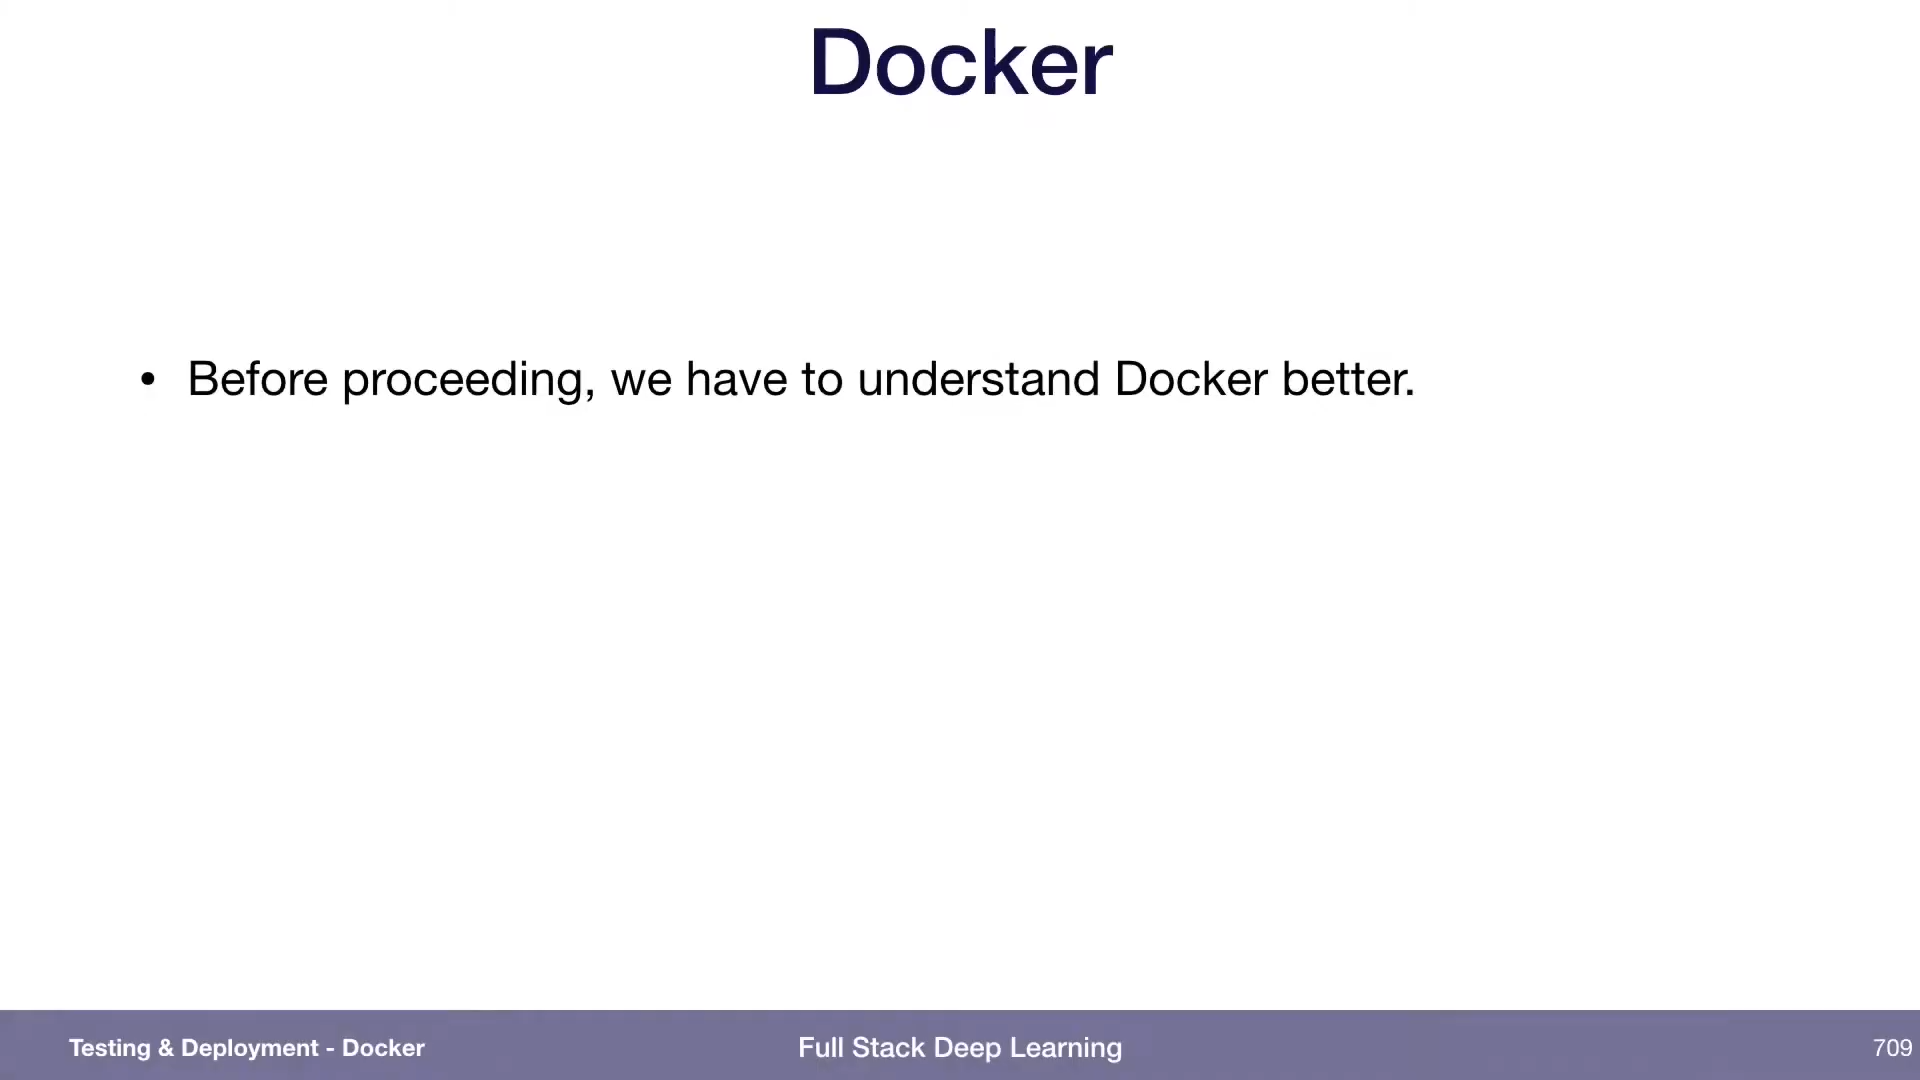 Docker
• Before proceeding, we have to understand Docker better.
Testing & Deployment - Docker
Full Stack Deep Learning
709